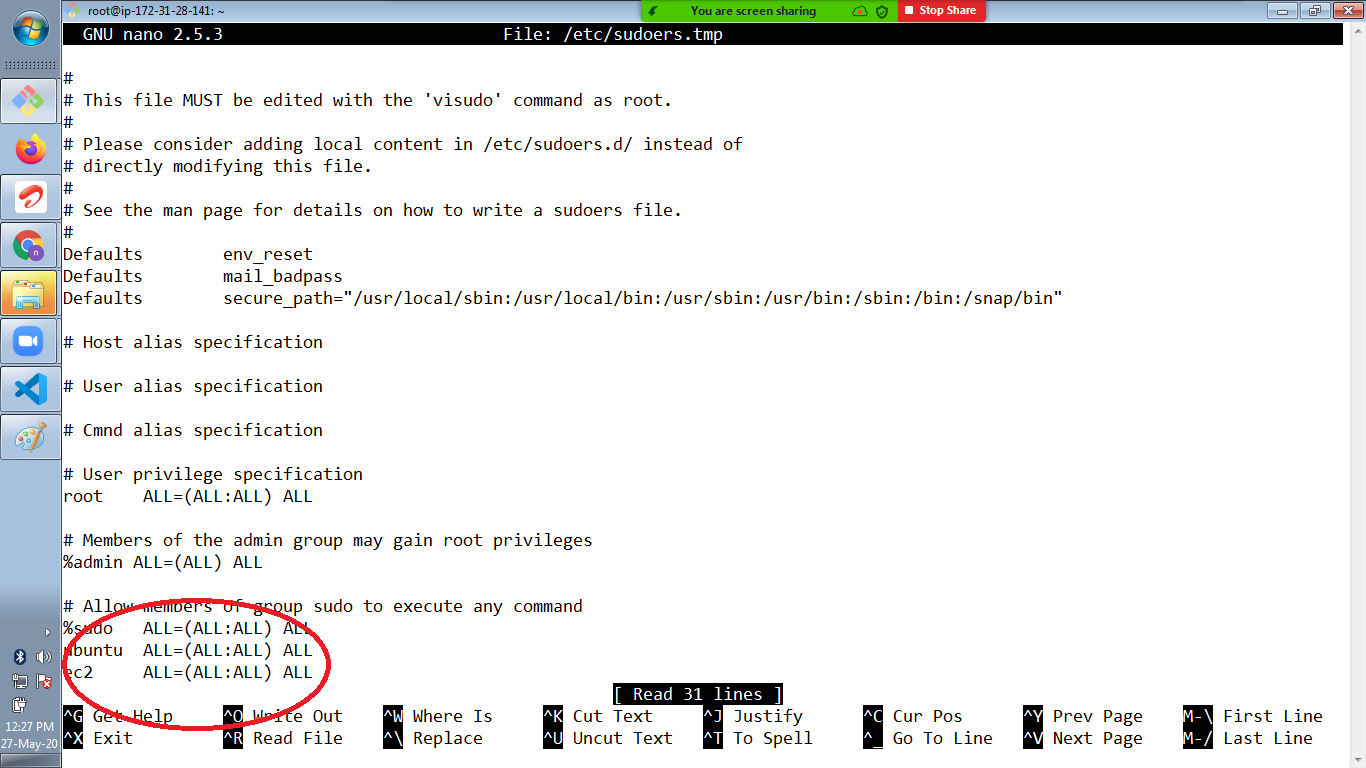 root@ip-172-31-28-141: ~
You are screen sharing
Stop Share
GNU nano 2.5.3 File: /etc/sudoers.tmp
#
# This file MUST be edited with the 'visudo' command as root.
#
# Please consider adding local content in /etc/sudoers.d/ instead of
# directly modifying this file.
#
# See the man page for details on how to write a sudoers file.
#
Defaults env_reset
Defaults mail_badpass
Defaults secure_path="/usr/local/sbin:/usr/local/bin:/usr/sbin:/usr/bin:/sbin:/bin:/snap/bin"
# Host alias specification
# User alias specification
# Cmnd alias specification
# User privilege specification
root ALL=(ALL:ALL) ALL
# Members of the admin group may gain root privileges
%admin ALL=(ALL) ALL
# Allow members of group sudo to execute any command
%sudo ALL=(ALL:ALL) ALL
ubuntu ALL=(ALL:ALL) ALL
ec2 ALL=(ALL:ALL) ALL
[ Read 31 lines ]
^G Get Help ^O Write Out ^W Where Is ^K Cut Text ^J Justify ^C Cur Pos ^Y Prev Page M-\ First Line
^X Exit ^R Read File ^\ Replace ^U Uncut Text ^T To Spell ^_ Go To Line ^V Next Page M-/ Last Line
n
12:27 PM
27-May-20